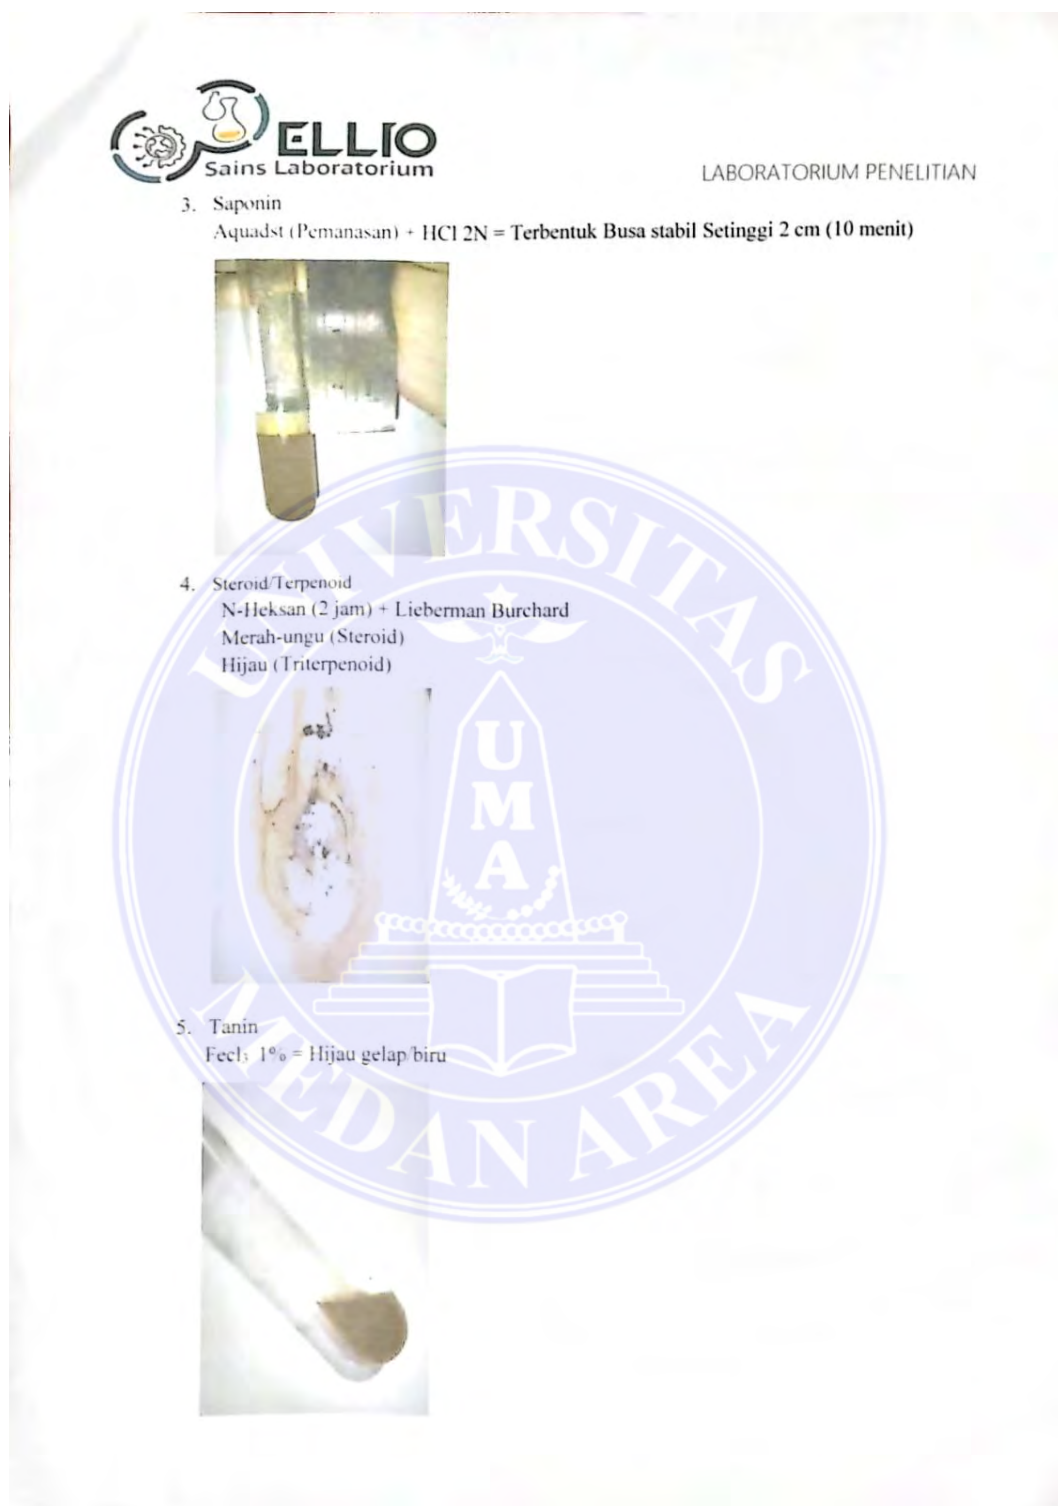 ELLIO
Sains Laboratorium
LABORATORIUM PENELITIAN
3. Saponin
Aquadst (Pemanasan) + HCl 2N = Terbentuk Busa stabil Setinggi 2 cm (10 menit)
4. Steroid/Terpenoid
N-Heksan (2 jam) + Lieberman Burchard
Merah-ungu (Steroid)
Hijau (Triterpenoid)
5. Tanin
Fecl₃ 1% = Hijau gelap/biru
UNIVERSITAS
UMA
MEDAN AREA